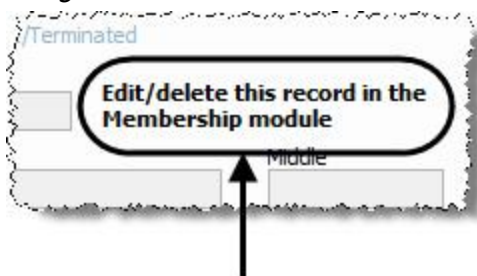 /Terminated
Edit/delete this record in the
Membership module
Middle